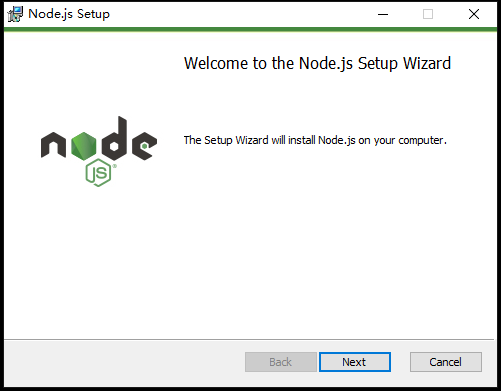 Node.js Setup
Welcome to the Node.js Setup Wizard
The Setup Wizard will install Node.js on your computer.
node
JS®
Back
Next
Cancel